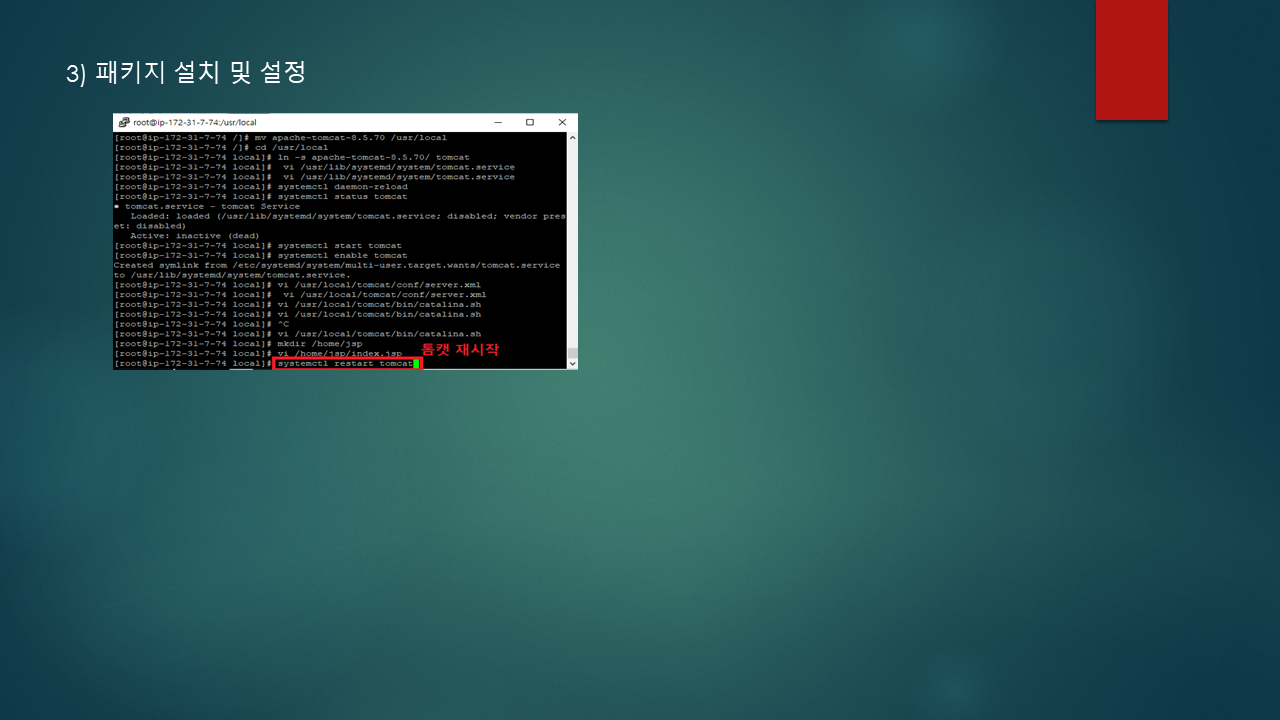 3) 패키지 설치 및 설정
root@ip-172-31-7-74:/usr/local
[root@ip-172-31-7-74 /]# mv apache-tomcat-8.5.70 /usr/local
[root@ip-172-31-7-74 /]# cd /usr/local
[root@ip-172-31-7-74 local]# ln -s apache-tomcat-8.5.70/ tomcat
[root@ip-172-31-7-74 local]#  vi /usr/lib/systemd/system/tomcat.service
[root@ip-172-31-7-74 local]#  vi /usr/lib/systemd/system/tomcat.service
[root@ip-172-31-7-74 local]# systemctl daemon-reload
[root@ip-172-31-7-74 local]# systemctl status tomcat
● tomcat.service - tomcat Service
   Loaded: loaded (/usr/lib/systemd/system/tomcat.service; disabled; vendor pres
et: disabled)
   Active: inactive (dead)
[root@ip-172-31-7-74 local]# systemctl start tomcat
[root@ip-172-31-7-74 local]# systemctl enable tomcat
Created symlink from /etc/systemd/system/multi-user.target.wants/tomcat.service
to /usr/lib/systemd/system/tomcat.service.
[root@ip-172-31-7-74 local]# vi /usr/local/tomcat/conf/server.xml
[root@ip-172-31-7-74 local]#  vi /usr/local/tomcat/conf/server.xml
[root@ip-172-31-7-74 local]# vi /usr/local/tomcat/bin/catalina.sh
[root@ip-172-31-7-74 local]# vi /usr/local/tomcat/bin/catalina.sh
[root@ip-172-31-7-74 local]# ^C
[root@ip-172-31-7-74 local]# vi /usr/local/tomcat/bin/catalina.sh
[root@ip-172-31-7-74 local]# mkdir /home/jsp
[root@ip-172-31-7-74 local]# vi /home/jsp/index.jsp
톰캣 재시작
[root@ip-172-31-7-74 local]# systemctl restart tomcat